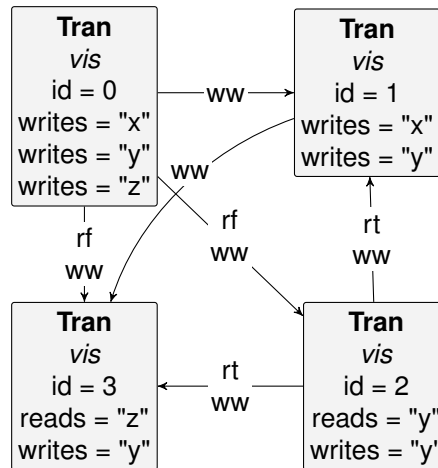 Tran
vis
id = 0
writes = "x"
writes = "y"
writes = "z"
ww
Tran
vis
id = 1
writes = "x"
writes = "y"
ww
rf
ww
rf
ww
rt
ww
Tran
vis
id = 3
reads = "z"
writes = "y"
rt
ww
Tran
vis
id = 2
reads = "y"
writes = "y"